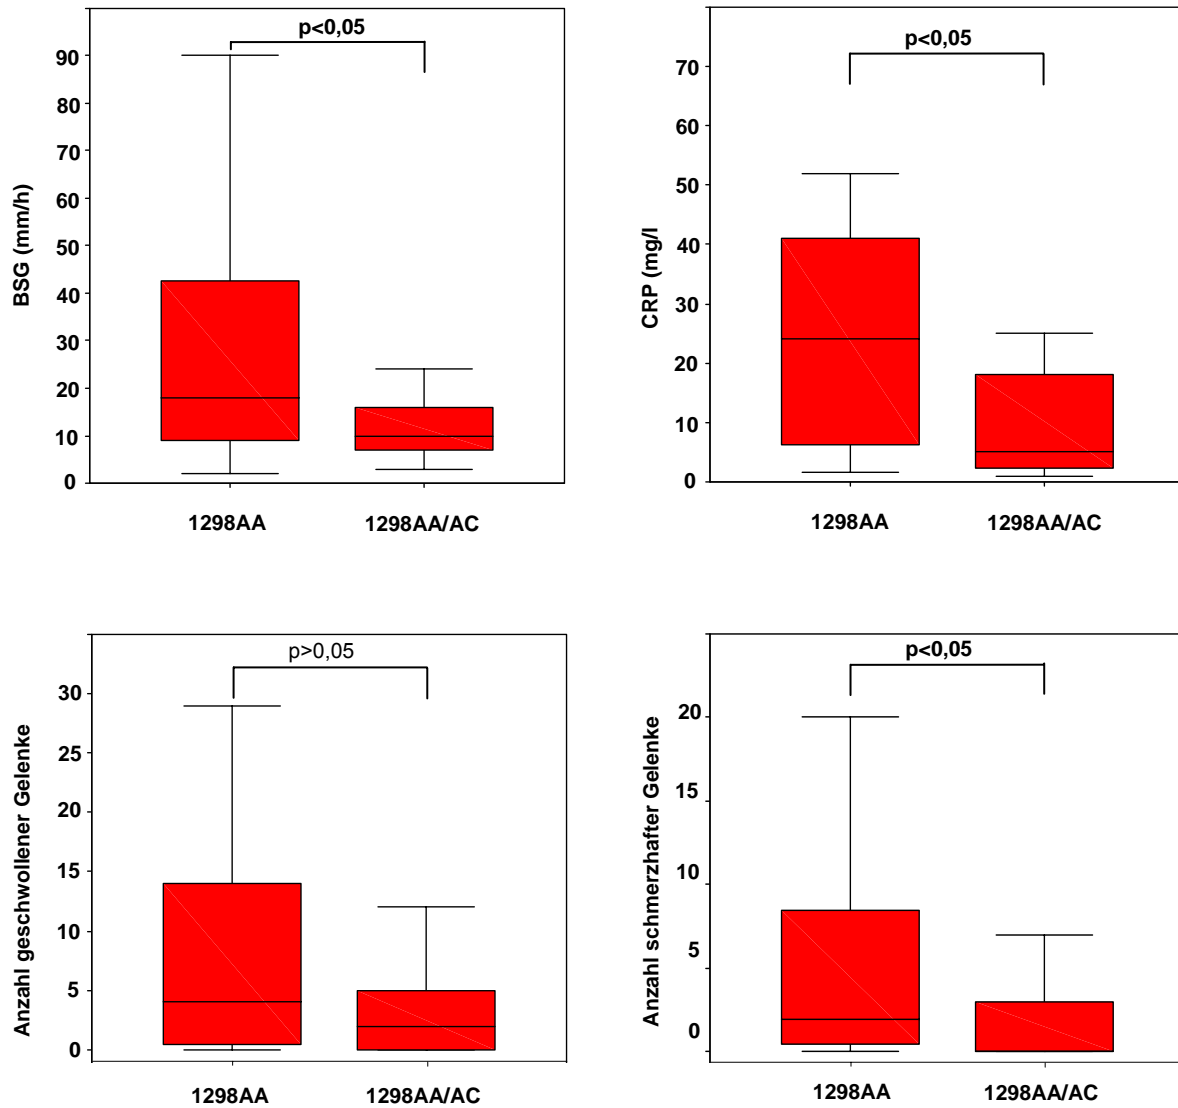 p<0,05
90
80
70
60
50
40
30
20
10
0
BSG (mm/h)
1298AA
1298AA/AC
p<0,05
70
60
50
40
30
20
10
0
CRP (mg/l
1298AA
1298AA/AC
p>0,05
30
25
20
15
10
5
0
Anzahl geschwollener Gelenke
1298AA
1298AA/AC
p<0,05
20
15
10
5
0
Anzahl schmerzhafter Gelenke
1298AA
1298AA/AC